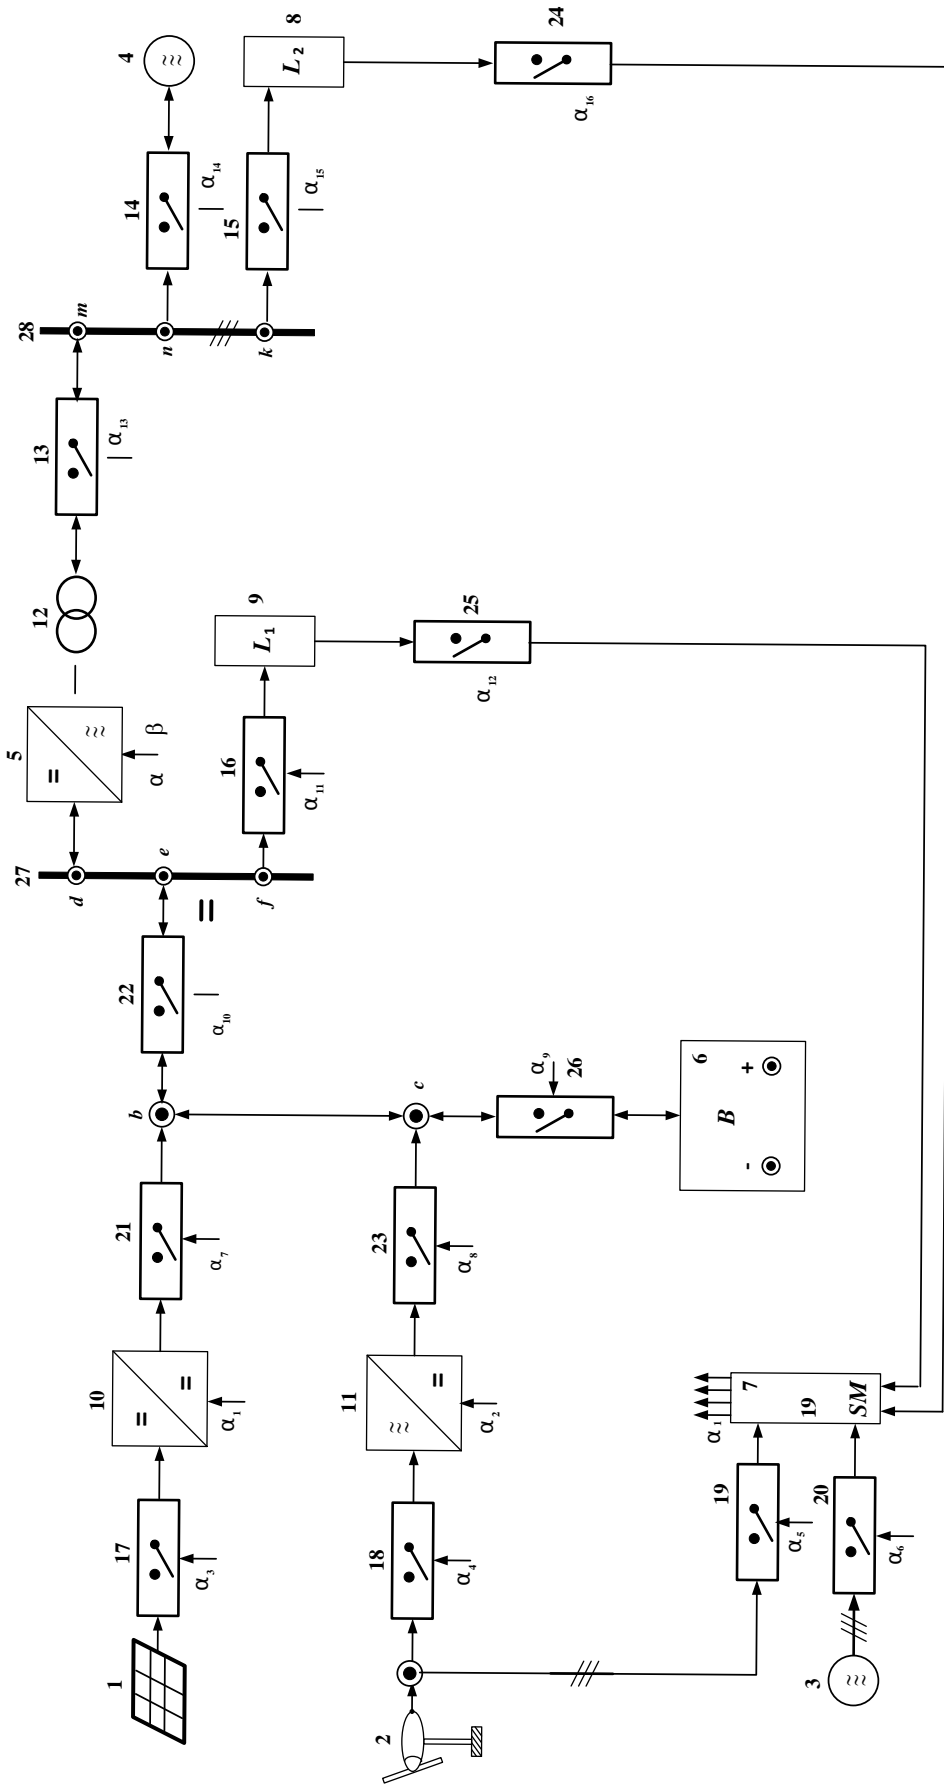 1
17
α₃
10
=
=
α₁
21
α₇
b
22
α₁₀
=
27
d
e
f
5
=
≈
α
β
12
13
α₁₃
28
m
n
k
14
α₁₄
4
≈
15
α₁₅
8
L₂
24
α₁₆
16
α₁₁
9
L₁
25
α₁₂
2
18
α₄
11
≈
=
α₂
23
α₈
c
26
α₉
6
B
-
+
19
α₅
α₁
7
19
SM
3
≈
20
α₆